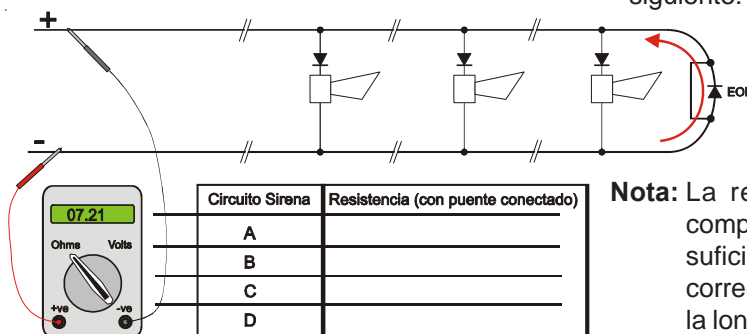 siguiente:
+
EOL
-
07.21
Ohms Volts
+ve -ve
Circuito Sirena Resistencia (con puente conectado)
A
B
C
D
Nota: La re
comp
sufici
corre
la lon